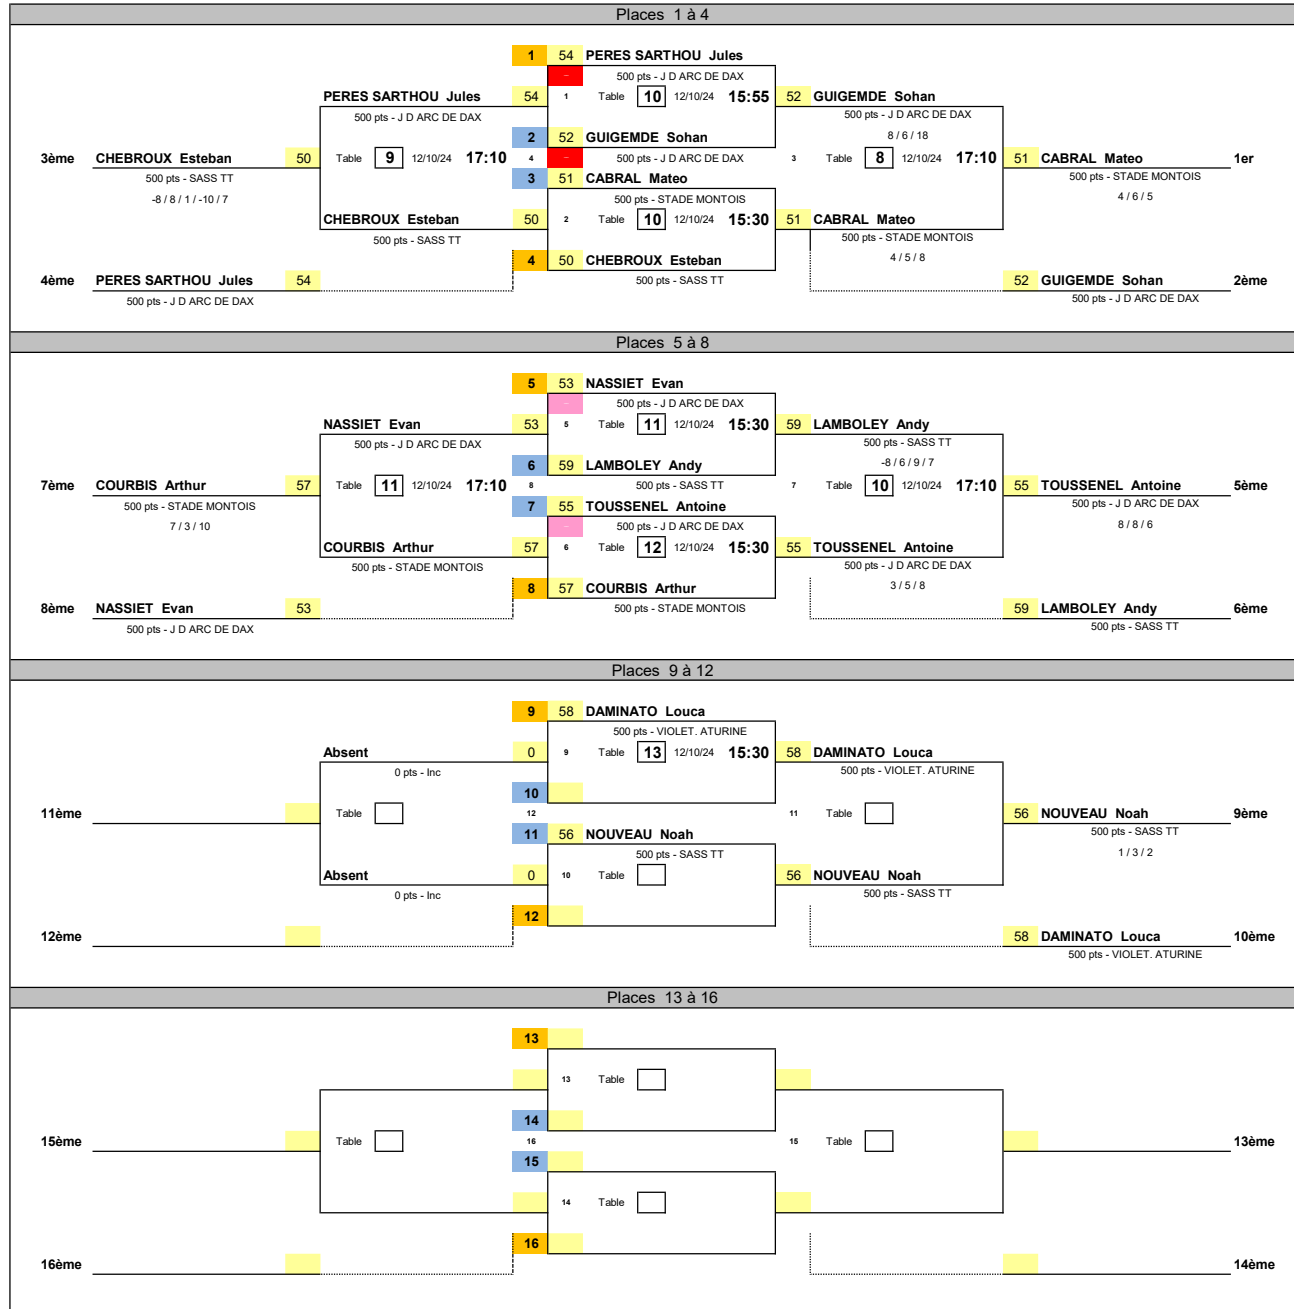 Places 1 à 4
1 54 PERES SARTHOU Jules
500 pts - J D ARC DE DAX
PERES SARTHOU Jules 54 1 Table 10 12/10/24 15:55 52 GUIGEMDE Sohan
500 pts - J D ARC DE DAX 500 pts - J D ARC DE DAX
2 52 GUIGEMDE Sohan 8 / 6 / 18
3ème CHEBROUX Esteban 50 Table 9 12/10/24 17:10 4 500 pts - J D ARC DE DAX 3 Table 8 12/10/24 17:10 51 CABRAL Mateo 1er
500 pts - SASS TT 3 51 CABRAL Mateo 500 pts - STADE MONTOIS
-8 / 8 / 1 / -10 / 7 500 pts - STADE MONTOIS 4 / 6 / 5
CHEBROUX Esteban 50 2 Table 10 12/10/24 15:30 51 CABRAL Mateo
500 pts - SASS TT 500 pts - STADE MONTOIS
4 50 CHEBROUX Esteban 4 / 5 / 8
4ème PERES SARTHOU Jules 54 500 pts - SASS TT 52 GUIGEMDE Sohan 2ème
500 pts - J D ARC DE DAX 500 pts - J D ARC DE DAX
Places 5 à 8
5 53 NASSIET Evan
500 pts - J D ARC DE DAX
NASSIET Evan 53 5 Table 11 12/10/24 15:30 59 LAMBOLEY Andy
500 pts - J D ARC DE DAX 500 pts - SASS TT
6 59 LAMBOLEY Andy -8 / 6 / 9 / 7
7ème COURBIS Arthur 57 Table 11 12/10/24 17:10 8 500 pts - SASS TT 7 Table 10 12/10/24 17:10 55 TOUSSENEL Antoine 5ème
500 pts - STADE MONTOIS 7 55 TOUSSENEL Antoine 500 pts - J D ARC DE DAX
7 / 3 / 10 500 pts - J D ARC DE DAX 8 / 8 / 6
COURBIS Arthur 57 6 Table 12 12/10/24 15:30 55 TOUSSENEL Antoine
500 pts - STADE MONTOIS 500 pts - J D ARC DE DAX
8 57 COURBIS Arthur 3 / 5 / 8
8ème NASSIET Evan 53 500 pts - STADE MONTOIS 59 LAMBOLEY Andy 6ème
500 pts - J D ARC DE DAX 500 pts - SASS TT
Places 9 à 12
9 58 DAMINATO Louca
500 pts - VIOLET. ATURINE
Absent 0 9 Table 13 12/10/24 15:30 58 DAMINATO Louca
0 pts - Inc 500 pts - VIOLET. ATURINE
10
11ème Table 12 11 Table 56 NOUVEAU Noah 9ème
11 56 NOUVEAU Noah 500 pts - SASS TT
500 pts - SASS TT 1 / 3 / 2
Absent 0 10 Table 56 NOUVEAU Noah
0 pts - Inc 500 pts - SASS TT
12
12ème 58 DAMINATO Louca 10ème
500 pts - VIOLET. ATURINE
Places 13 à 16
13
13 Table
14
15ème Table 16 15 Table 13ème
15
14 Table
16
16ème 14ème